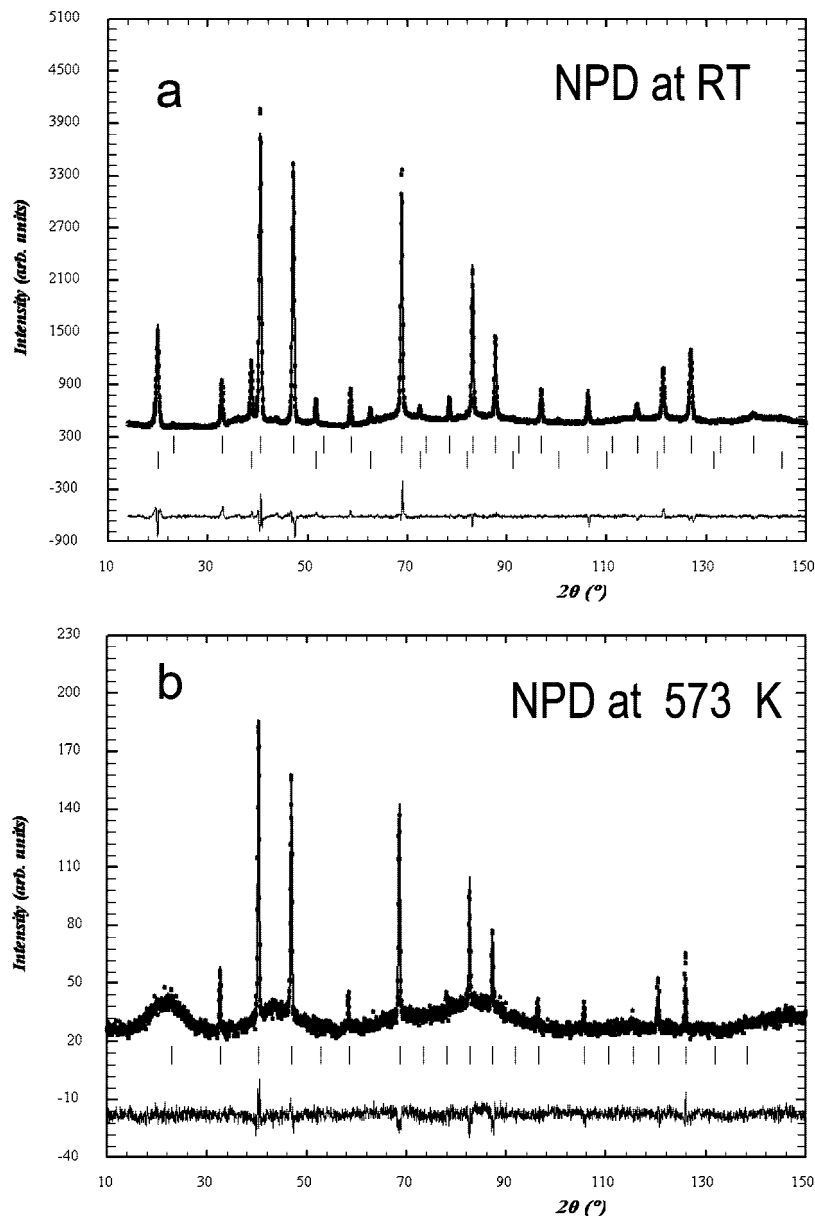 5100
a
NPD at RT
4500
3900
3300
2700
2100
1500
900
300
-300
-900
Intensity (arb. units)
10 30 50 70 90 110 130 150
2θ (°)
230
b
NPD at 573 K
200
170
140
110
80
50
20
-10
-40
Intensity (arb. units)
10 30 50 70 90 110 130 150
2θ (°)